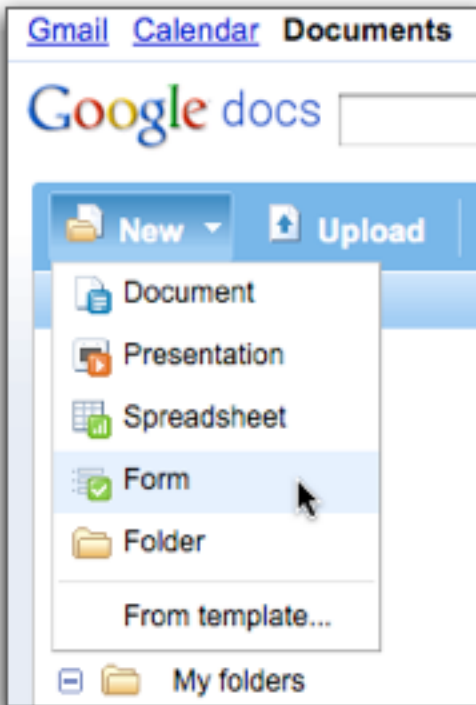 Gmail Calendar Documents
Google docs
New Upload
Document
Presentation
Spreadsheet
Form
Folder
From template...
My folders